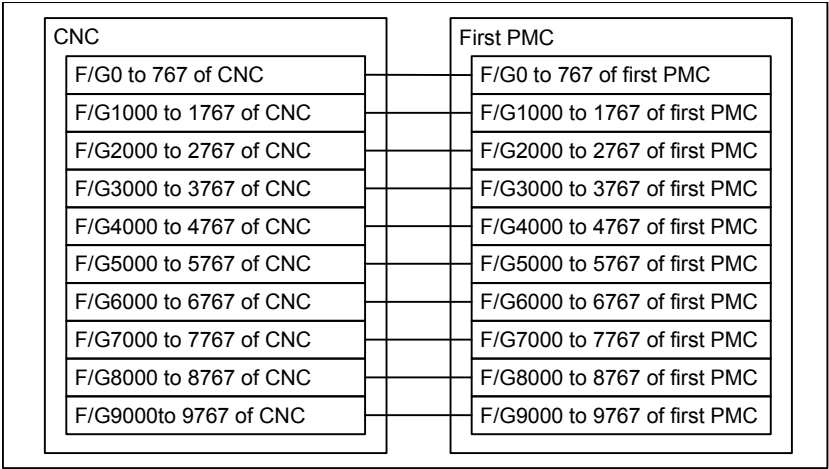 CNC
F/G0 to 767 of CNC
F/G1000 to 1767 of CNC
F/G2000 to 2767 of CNC
F/G3000 to 3767 of CNC
F/G4000 to 4767 of CNC
F/G5000 to 5767 of CNC
F/G6000 to 6767 of CNC
F/G7000 to 7767 of CNC
F/G8000 to 8767 of CNC
F/G9000to 9767 of CNC
First PMC
F/G0 to 767 of first PMC
F/G1000 to 1767 of first PMC
F/G2000 to 2767 of first PMC
F/G3000 to 3767 of first PMC
F/G4000 to 4767 of first PMC
F/G5000 to 5767 of first PMC
F/G6000 to 6767 of first PMC
F/G7000 to 7767 of first PMC
F/G8000 to 8767 of first PMC
F/G9000 to 9767 of first PMC